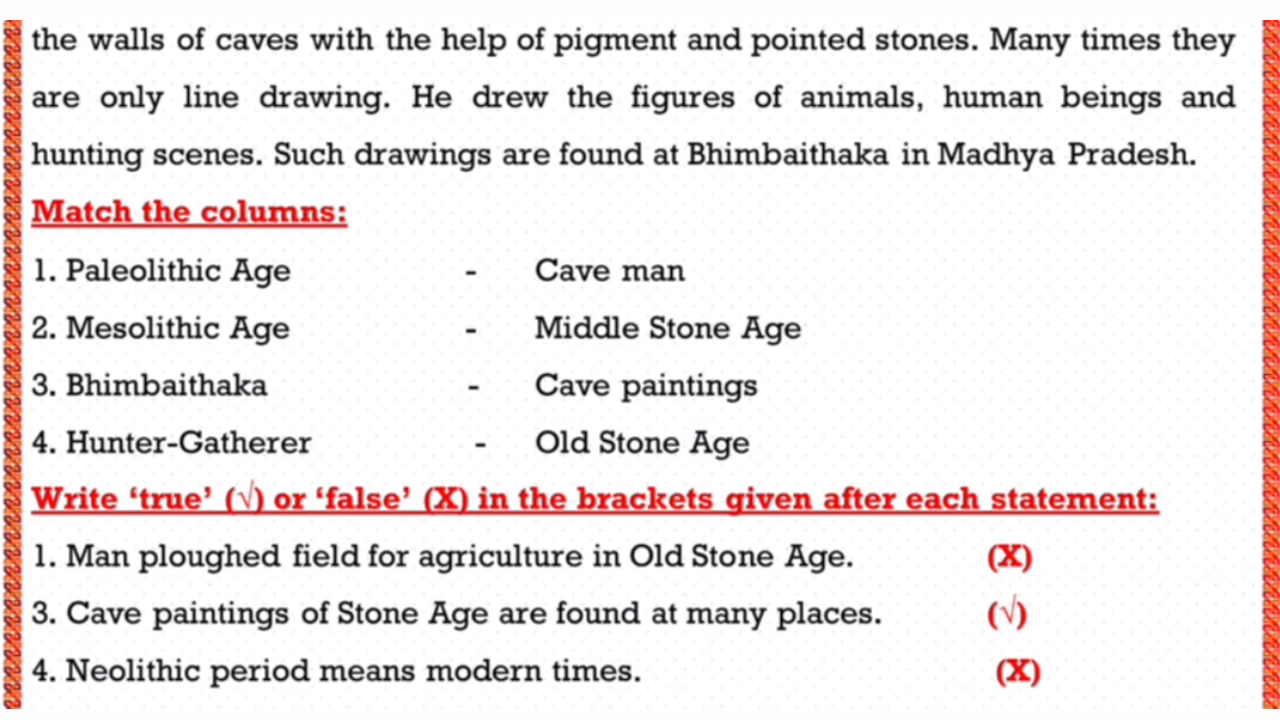 the walls of caves with the help of pigment and pointed stones. Many times they
are only line drawing. He drew the figures of animals, human beings and
hunting scenes. Such drawings are found at Bhimbaithaka in Madhya Pradesh.
Match the columns:
1. Paleolithic Age - Cave man
2. Mesolithic Age - Middle Stone Age
3. Bhimbaithaka - Cave paintings
4. Hunter-Gatherer - Old Stone Age
Write ‘true’ (√) or ‘false’ (X) in the brackets given after each statement:
1. Man ploughed field for agriculture in Old Stone Age. (X)
3. Cave paintings of Stone Age are found at many places. (√)
4. Neolithic period means modern times. (X)